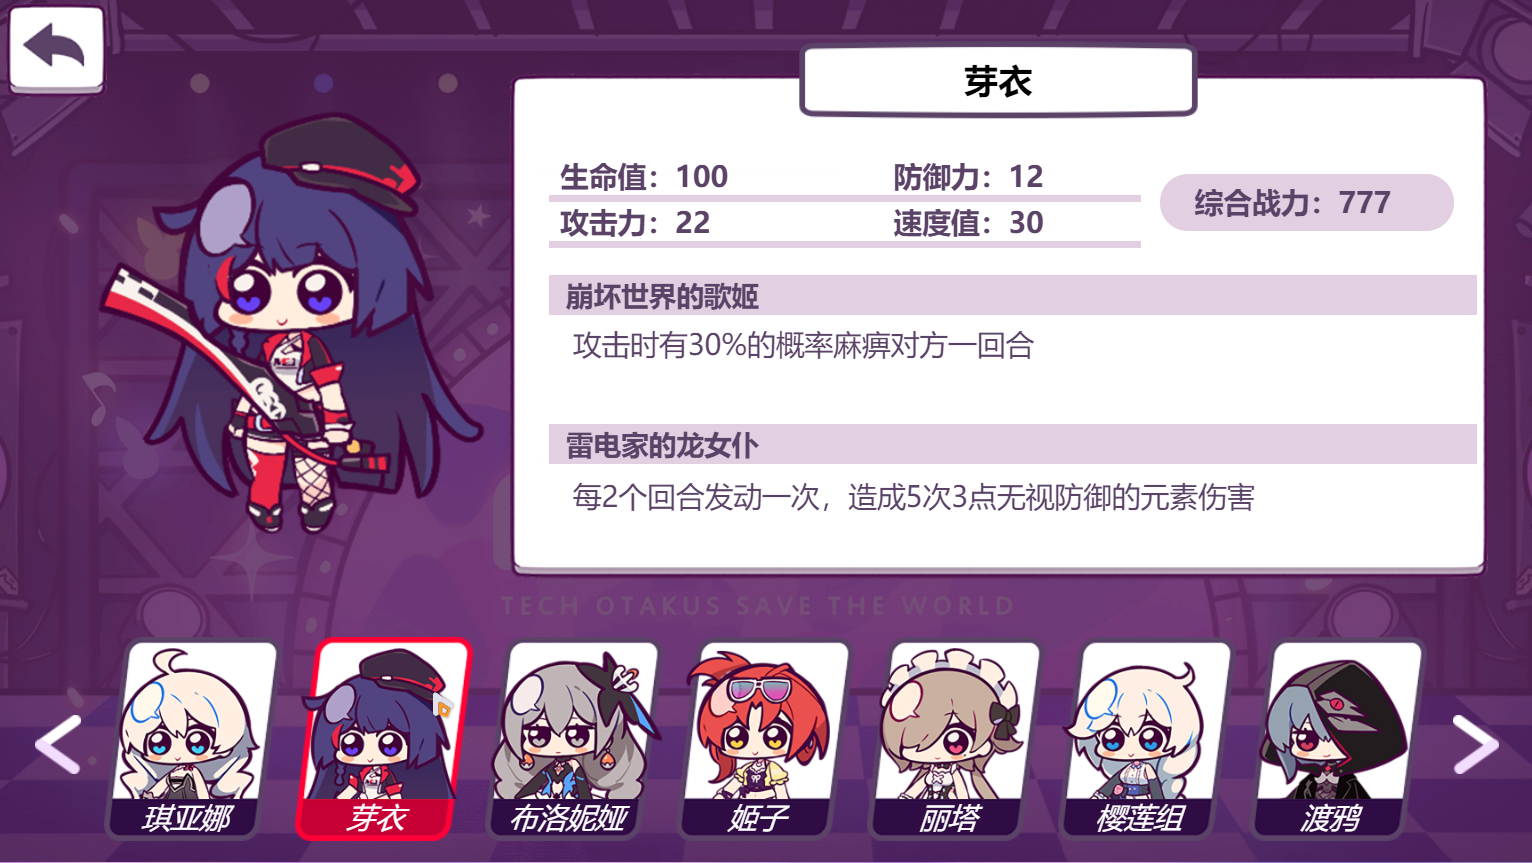 芽衣
生命值：100
防御力：12
综合战力：777
攻击力：22
速度值：30
崩坏世界的歌姬
攻击时有30%的概率麻痹对方一回合
雷电家的龙女仆
每2个回合发动一次，造成5次3点无视防御的元素伤害
TECH OTAKUS SAVE THE WORLD
琪亚娜
芽衣
布洛妮娅
姬子
丽塔
樱莲组
渡鸦